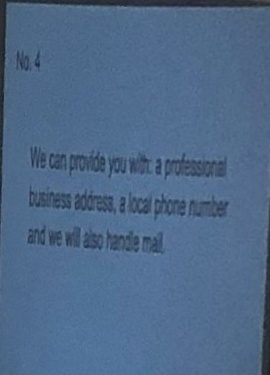 No. 4
We can provide you with: a professional
business address, a local phone number
and we will also handle mail.